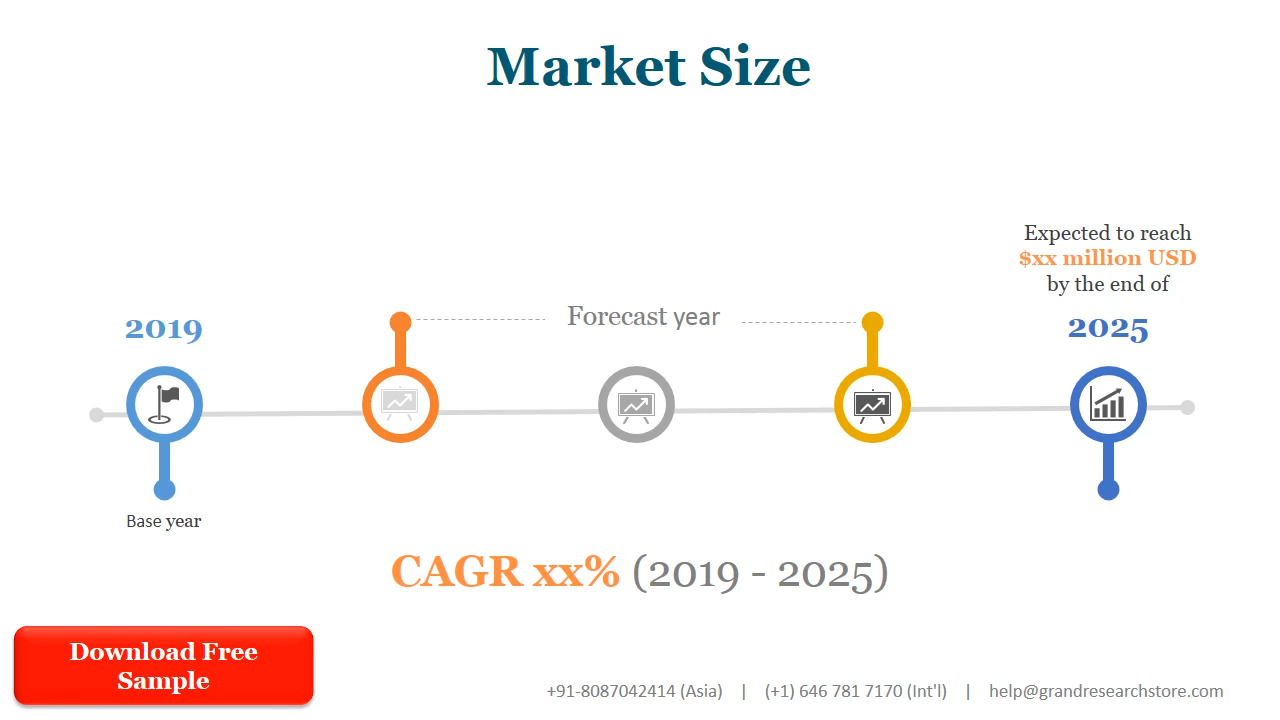 Market Size
Expected to reach
$xx million USD
by the end of
2019
Forecast year
2025
Base year
CAGR xx% (2019 - 2025)
Download Free
Sample
+91-8087042414 (Asia) | (+1) 646 781 7170 (Int'l) | help@grandresearchstore.com